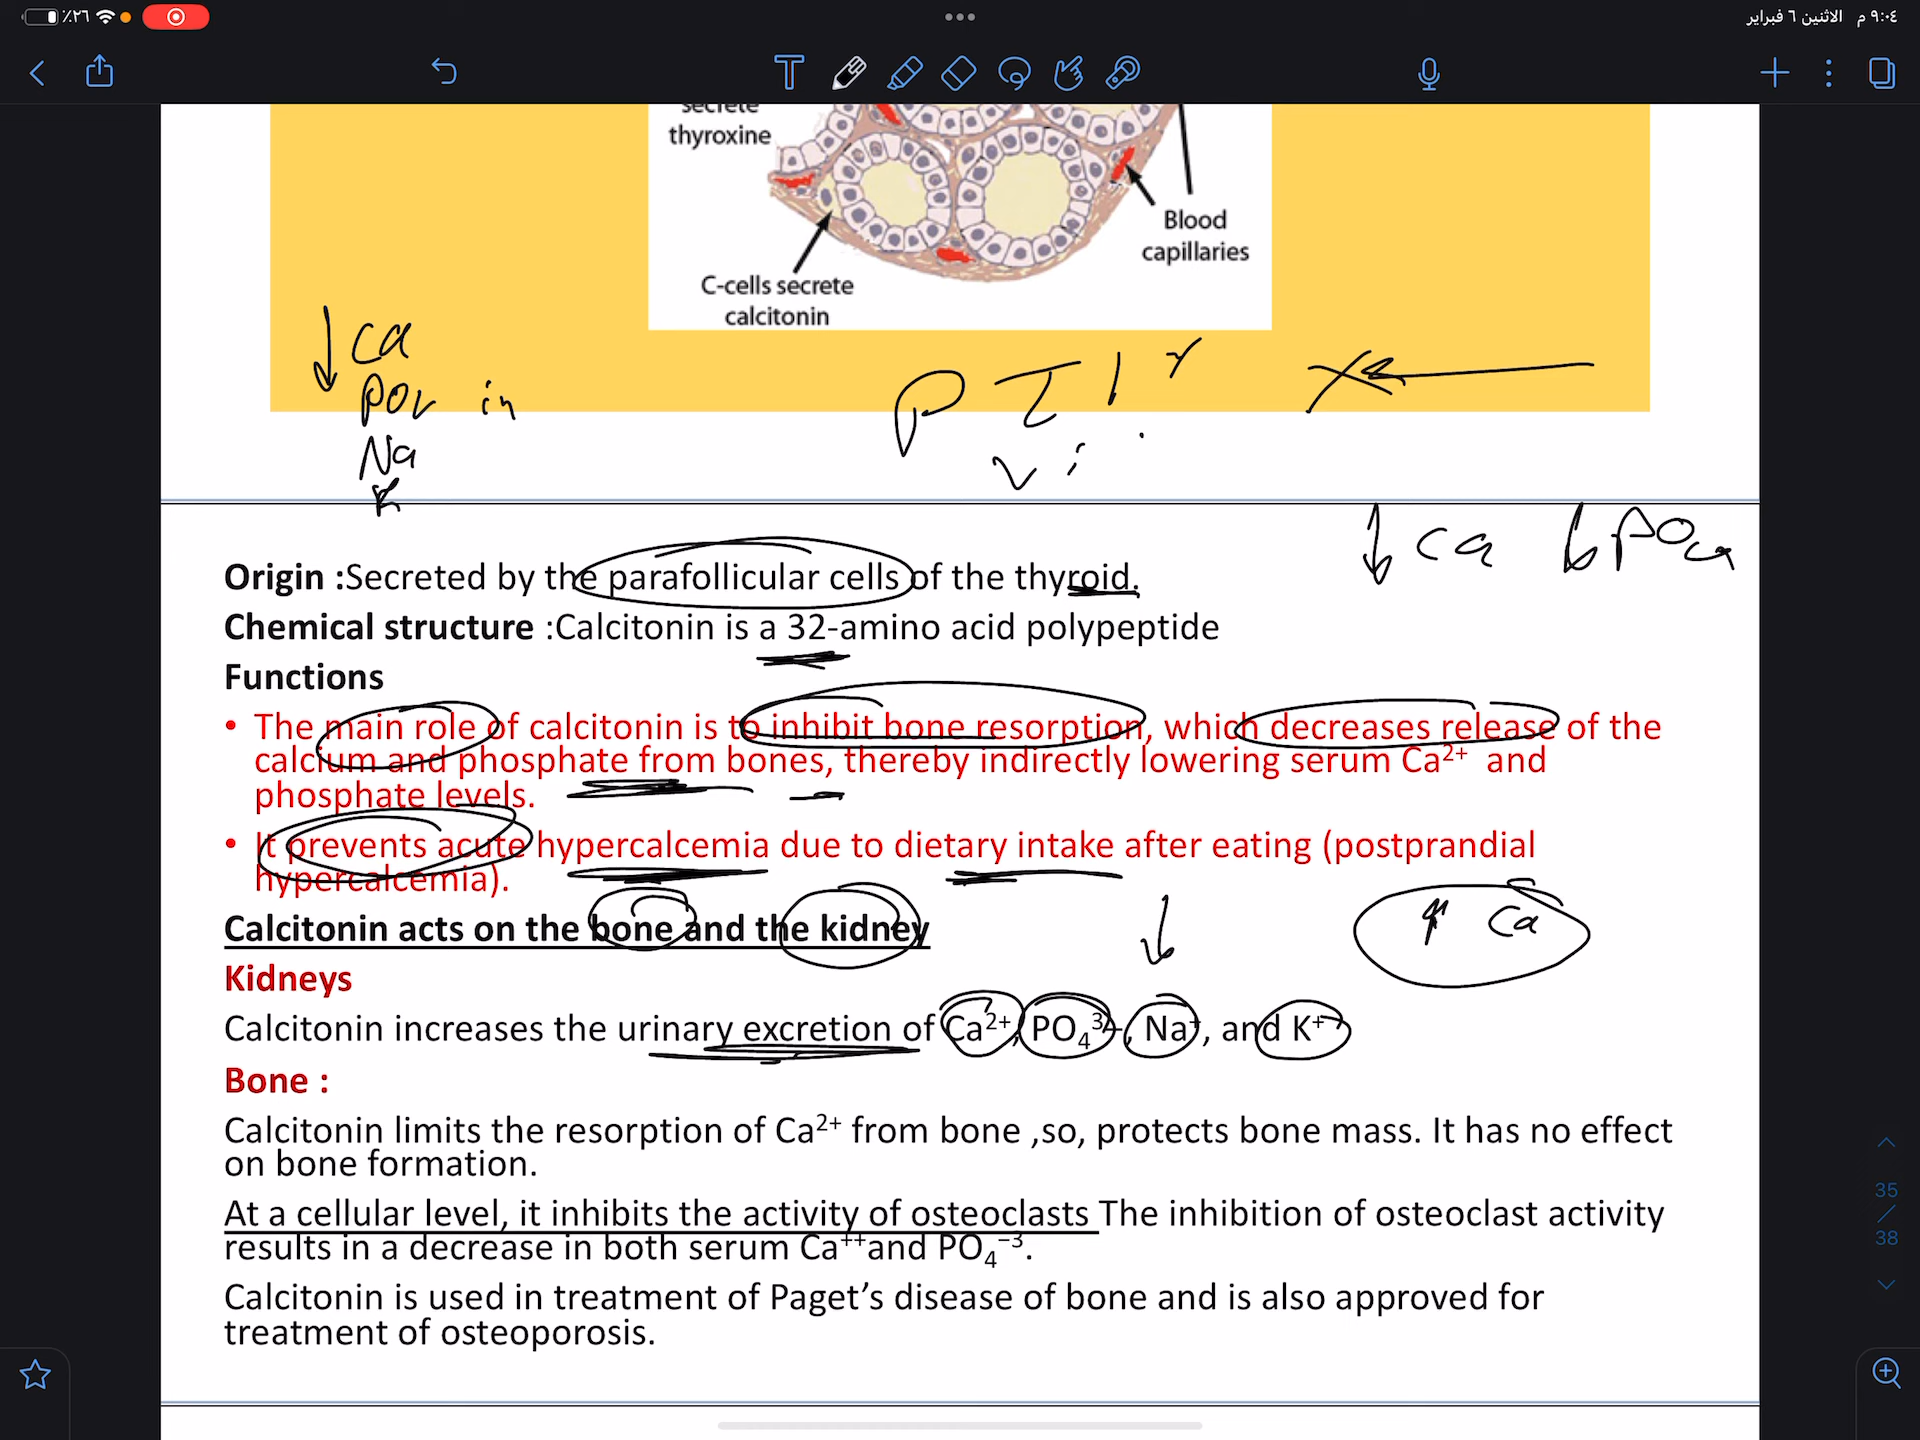 ٪٢٦
٩:٠٤ م الاثنين ٦ فبراير
secrete
thyroxine
Blood
capillaries
C-cells secrete
calcitonin
↓ ca
in
Na
K
↓ ca ↓
Origin :Secreted by the parafollicular cells of the thyroid.
Chemical structure :Calcitonin is a 32-amino acid polypeptide
Functions
• The main role of calcitonin is to inhibit bone resorption, which decreases release of the
calcium and phosphate from bones, thereby indirectly lowering serum Ca²⁺ and
phosphate levels.
• It prevents acute hypercalcemia due to dietary intake after eating (postprandial
hypercalcemia).
↑ Ca
Calcitonin acts on the bone and the kidney
Kidneys
Calcitonin increases the urinary excretion of Ca²⁺, PO₄³⁻, Na⁺, and K⁺
Bone :
Calcitonin limits the resorption of Ca²⁺ from bone ,so, protects bone mass. It has no effect
on bone formation.
At a cellular level, it inhibits the activity of osteoclasts The inhibition of osteoclast activity
results in a decrease in both serum Ca⁺⁺and PO₄⁻³.
Calcitonin is used in treatment of Paget’s disease of bone and is also approved for
treatment of osteoporosis.
35
/
38